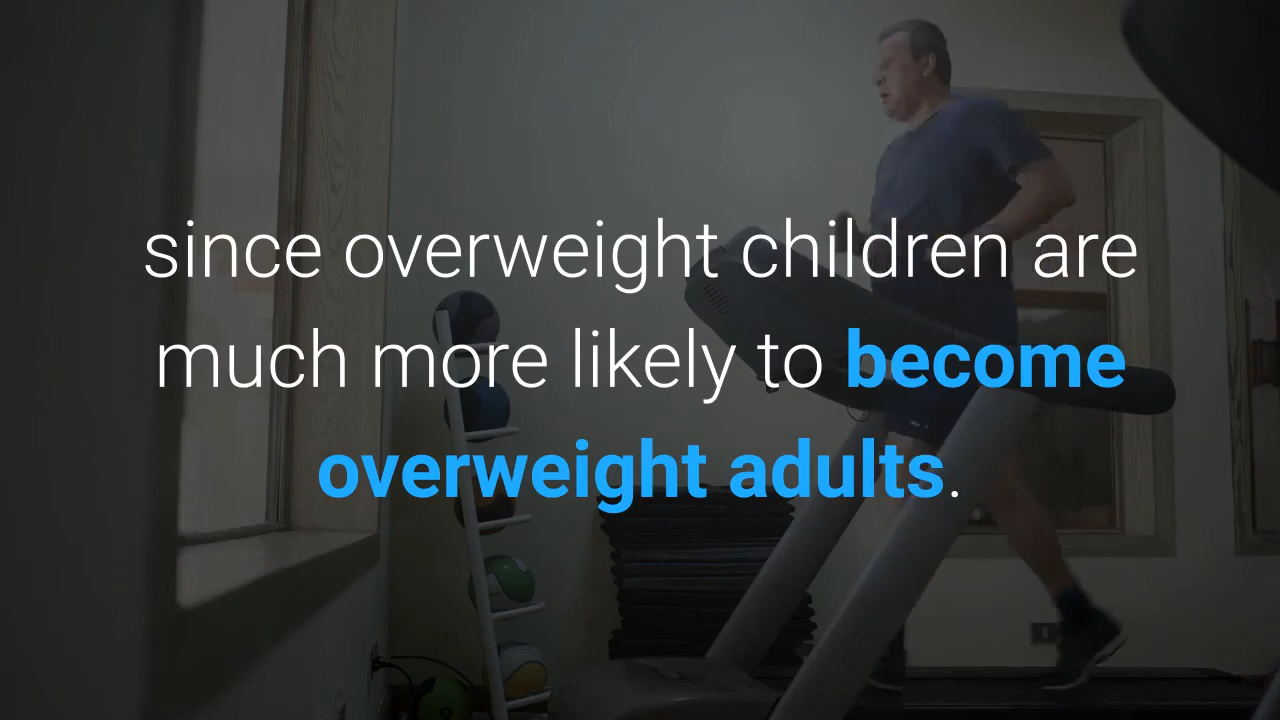 since overweight children are
much more likely to become
overweight adults.